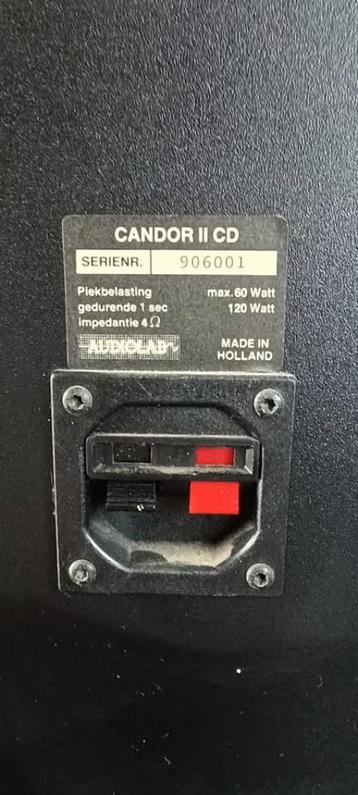 CANDOR II CD
SERIENR. 906001
Piekbelasting max. 60 Watt
gedurende 1 sec 120 Watt
impedantie 4 Ω
AUDIOLAB MADE IN
HOLLAND